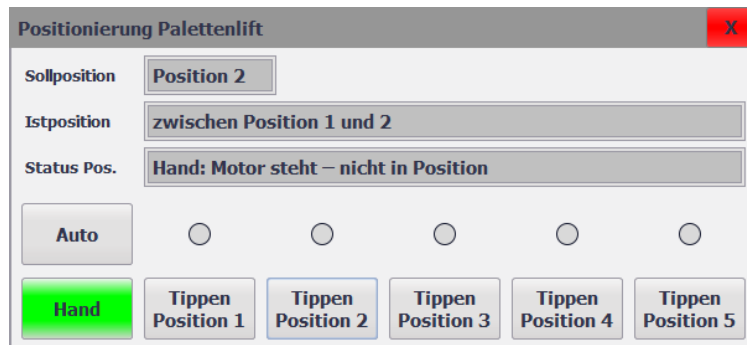 Positionierung Palettenlift
X
Sollposition Position 2
Istposition zwischen Position 1 und 2
Status Pos. Hand: Motor steht – nicht in Position
Auto
Hand
Tippen
Position 1
Tippen
Position 2
Tippen
Position 3
Tippen
Position 4
Tippen
Position 5